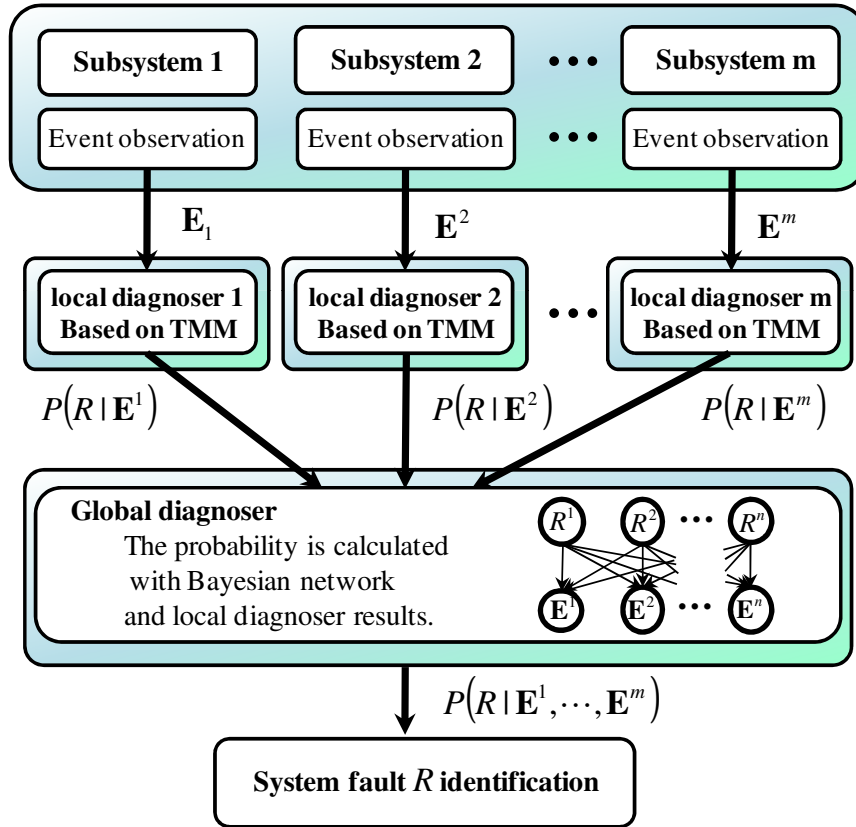 Subsystem 1
Subsystem 2
•••
Subsystem m
Event observation
Event observation
•••
Event observation
E₁
E²
Eᵐ
local diagnoser 1
Based on TMM
local diagnoser 2
Based on TMM
•••
local diagnoser m
Based on TMM
P(R | E¹)
P(R | E²)
P(R | Eᵐ)
Global diagnoser
The probability is calculated
with Bayesian network
and local diagnoser results.
R¹ R² ••• Rⁿ
E¹ E² ••• Eⁿ
P(R | E¹, ⋯, Eᵐ)
System fault R identification